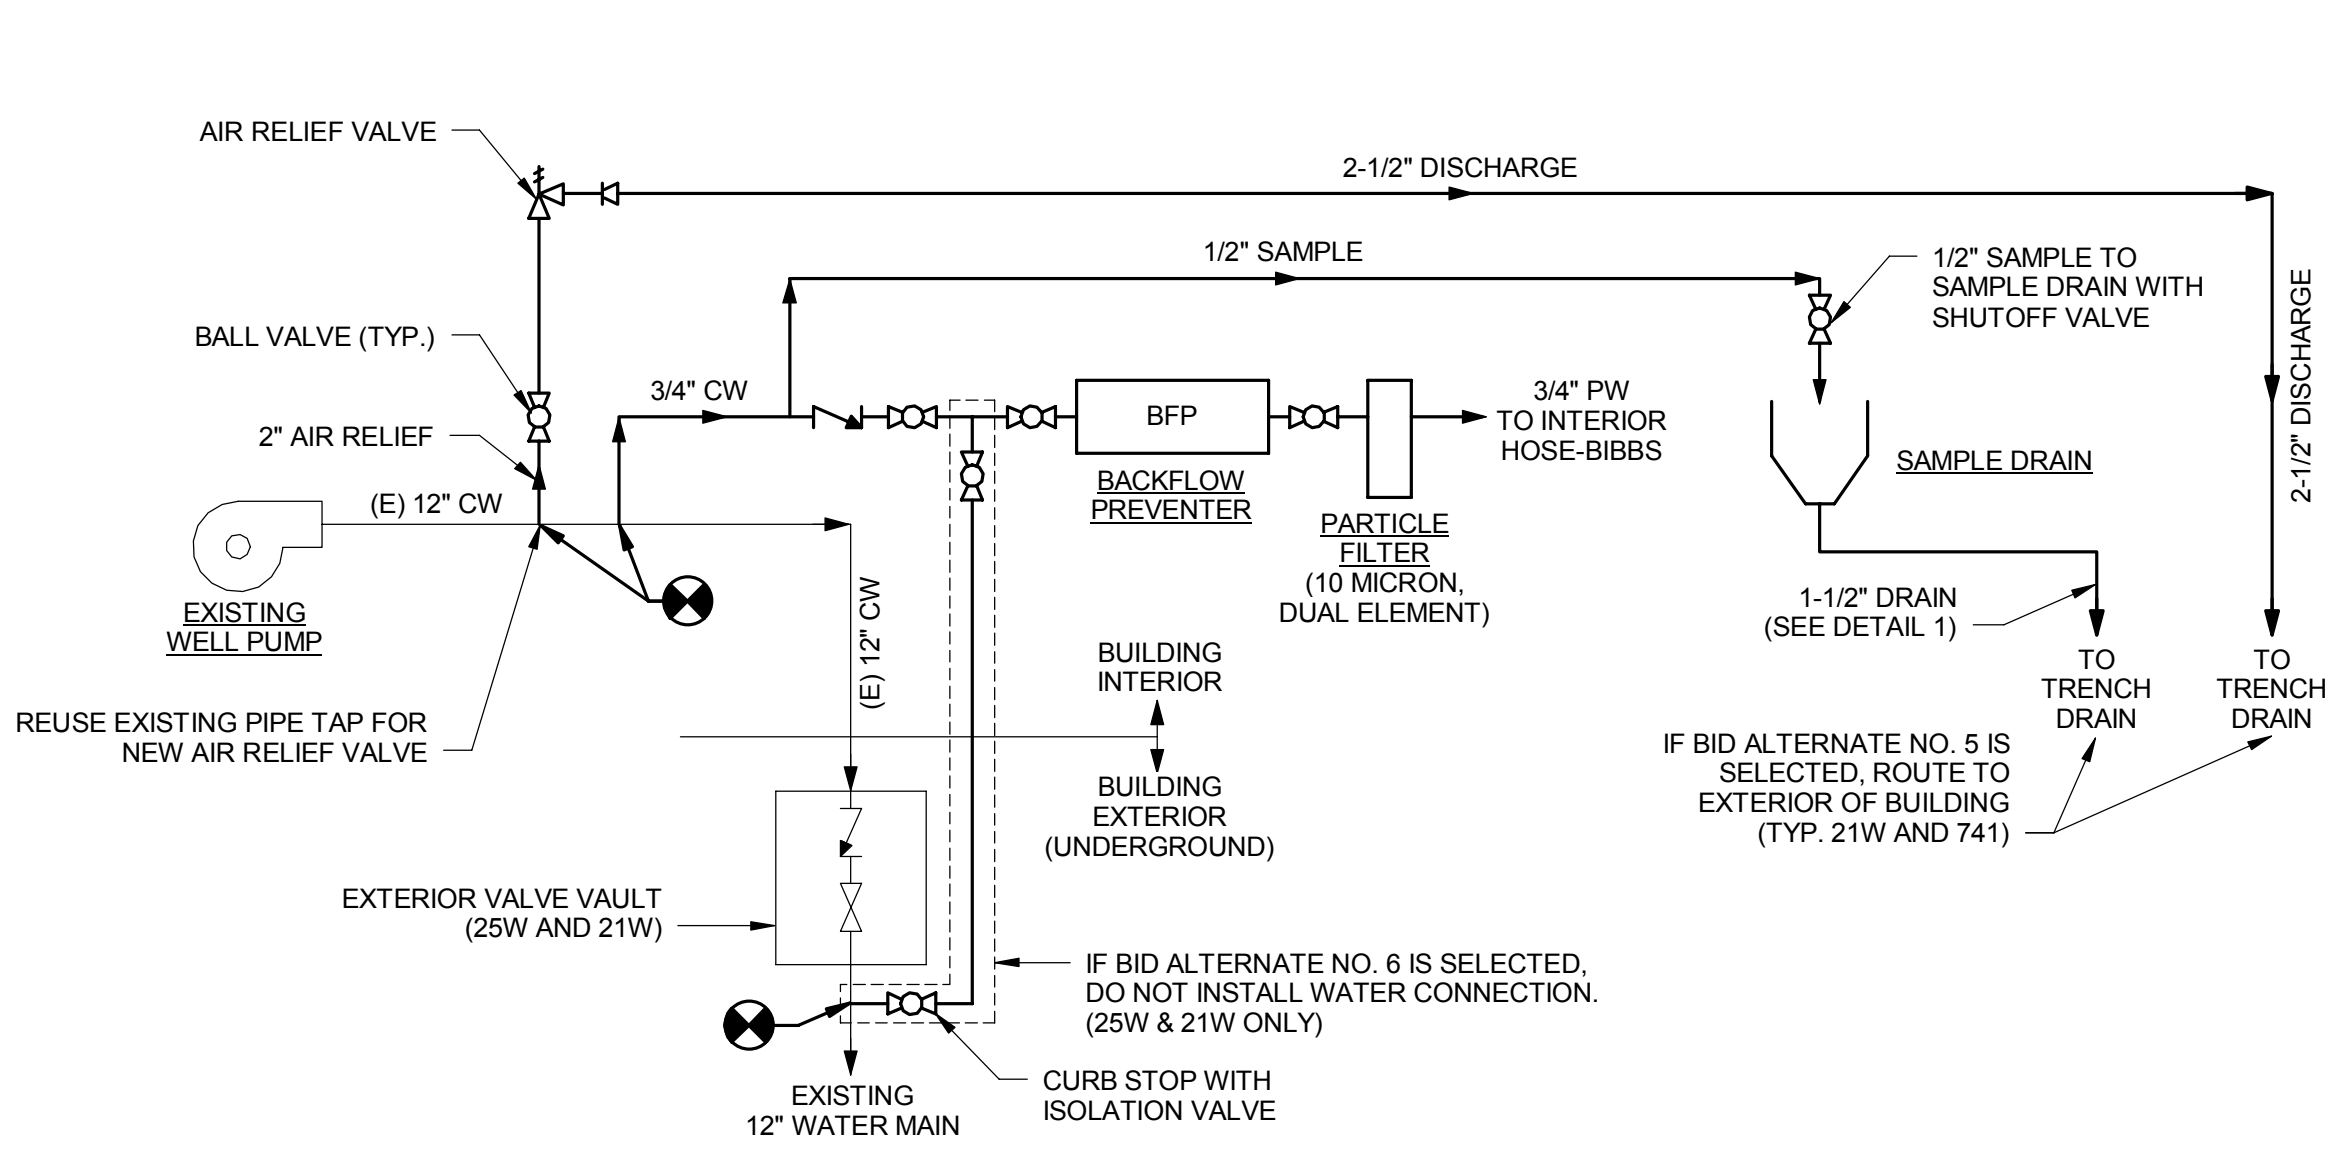 AIR RELIEF VALVE
2-1/2" DISCHARGE
1/2" SAMPLE
1/2" SAMPLE TO
SAMPLE DRAIN WITH
SHUTOFF VALVE
2-1/2" DISCHARGE
BALL VALVE (TYP.)
3/4" CW
BFP
3/4" PW
TO INTERIOR
HOSE-BIBBS
2" AIR RELIEF
SAMPLE DRAIN
BACKFLOW
PREVENTER
(E) 12" CW
PARTICLE
FILTER
(10 MICRON,
DUAL ELEMENT)
EXISTING
WELL PUMP
(E) 12" CW
1-1/2" DRAIN
(SEE DETAIL 1)
BUILDING
INTERIOR
TO
TRENCH
DRAIN
TO
TRENCH
DRAIN
REUSE EXISTING PIPE TAP FOR
NEW AIR RELIEF VALVE
IF BID ALTERNATE NO. 5 IS
SELECTED, ROUTE TO
EXTERIOR OF BUILDING
(TYP. 21W AND 741)
BUILDING
EXTERIOR
(UNDERGROUND)
EXTERIOR VALVE VAULT
(25W AND 21W)
IF BID ALTERNATE NO. 6 IS SELECTED,
DO NOT INSTALL WATER CONNECTION.
(25W & 21W ONLY)
CURB STOP WITH
ISOLATION VALVE
EXISTING
12" WATER MAIN